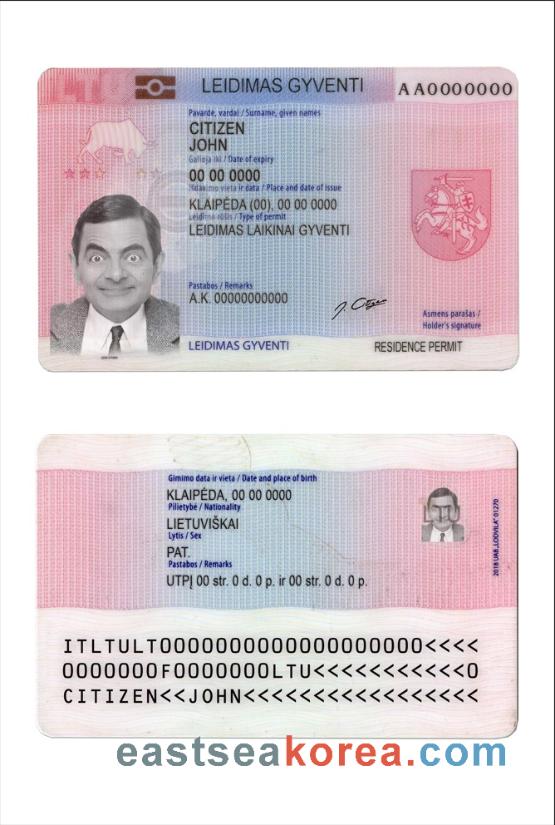 LTU
LEIDIMAS GYVENTI
AA0000000
Pavardė, vardai / Surname, given names
CITIZEN
JOHN
Galioja iki / Date of expiry
00 00 0000
Išdavimo vieta ir data / Place and date of issue
KLAIPĖDA (00), 00 00 0000
Leidimo rūšis / Type of permit
LEIDIMAS LAIKINAI GYVENTI
Pastabos / Remarks
A.K. 00000000000
J. Citizen
Asmens parašas /
Holder's signature
LEIDIMAS GYVENTI
RESIDENCE PERMIT
Gimimo data ir vieta / Date and place of birth
KLAIPĖDA, 00 00 0000
Pilietybė / Nationality
LIETUVIŠKAI
Lytis / Sex
PAT.
Pastabos / Remarks
UTPĮ 00 str. 0 d. 0 p. ir 00 str. 0 d. 0 p.
2018 UAB „LODVILA" 01270
ITLTULT00000000000000000000<<<<
0000000F0000000LTU<<<<<<<<<<<0
CITIZEN<<JOHN<<<<<<<<<<<<<<<<<
eastseakorea.com